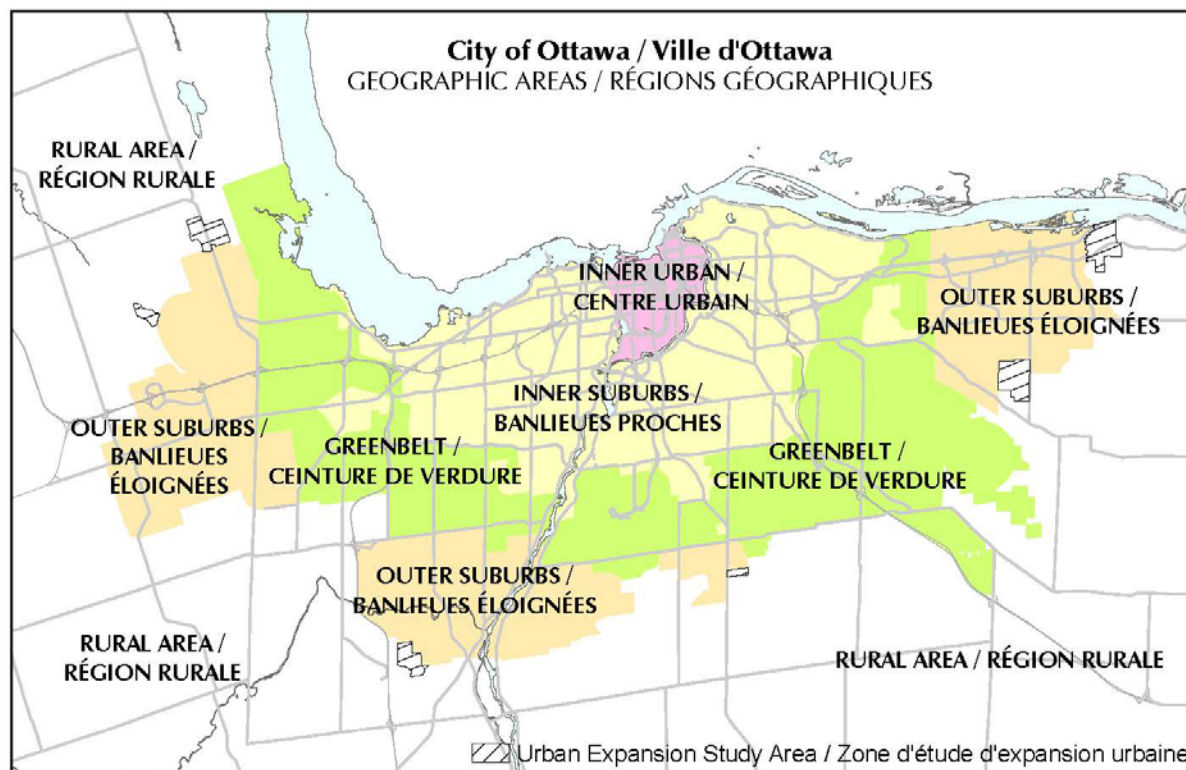 City of Ottawa / Ville d'Ottawa
GEOGRAPHIC AREAS / RÉGIONS GÉOGRAPHIQUES
RURAL AREA /
RÉGION RURALE
INNER URBAN /
CENTRE URBAIN
OUTER SUBURBS /
BANLIEUES ÉLOIGNÉES
INNER SUBURBS /
BANLIEUES PROCHES
OUTER SUBURBS /
BANLIEUES
ÉLOIGNÉES
GREENBELT /
CEINTURE DE VERDURE
GREENBELT /
CEINTURE DE VERDURE
OUTER SUBURBS /
BANLIEUES ÉLOIGNÉES
RURAL AREA /
RÉGION RURALE
RURAL AREA / RÉGION RURALE
Urban Expansion Study Area / Zone d'étude d'expansion urbaine